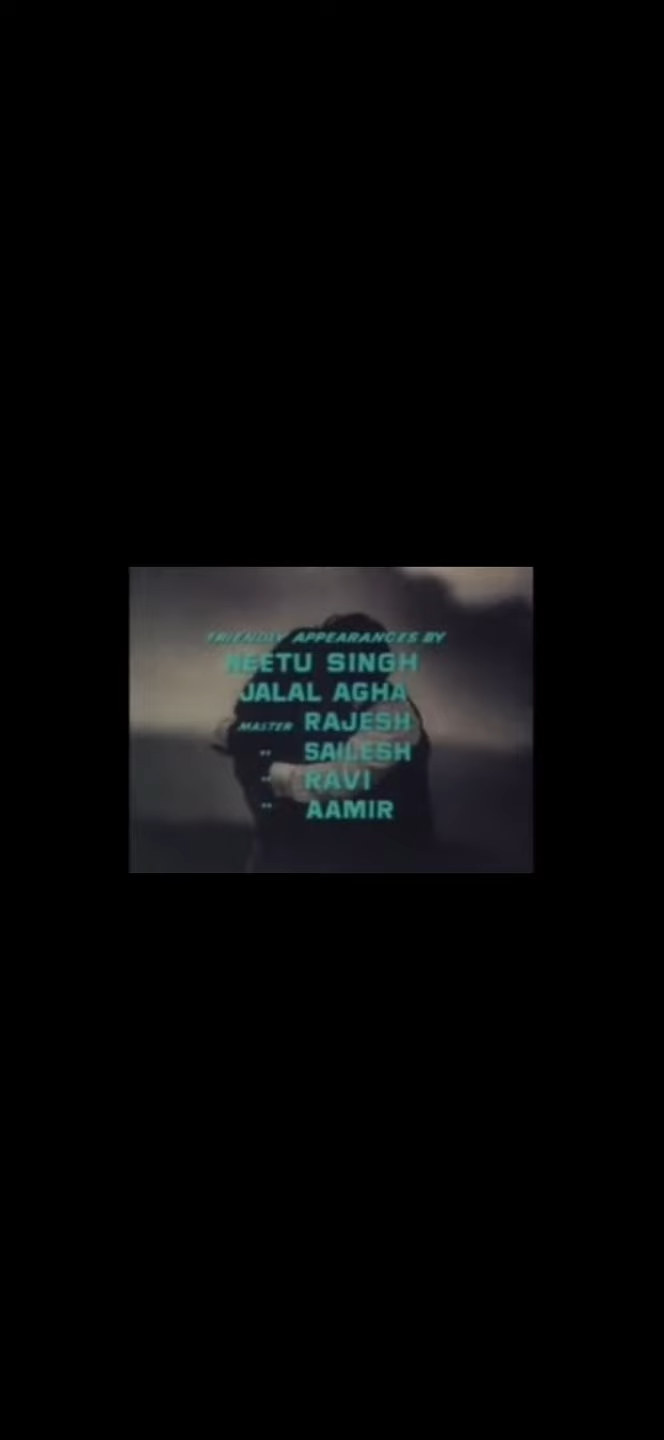 FRIENDLY APPEARANCES BY
NEETU SINGH
JALAL AGHA
MASTER RAJESH
" SAILESH
" RAVI
" AAMIR